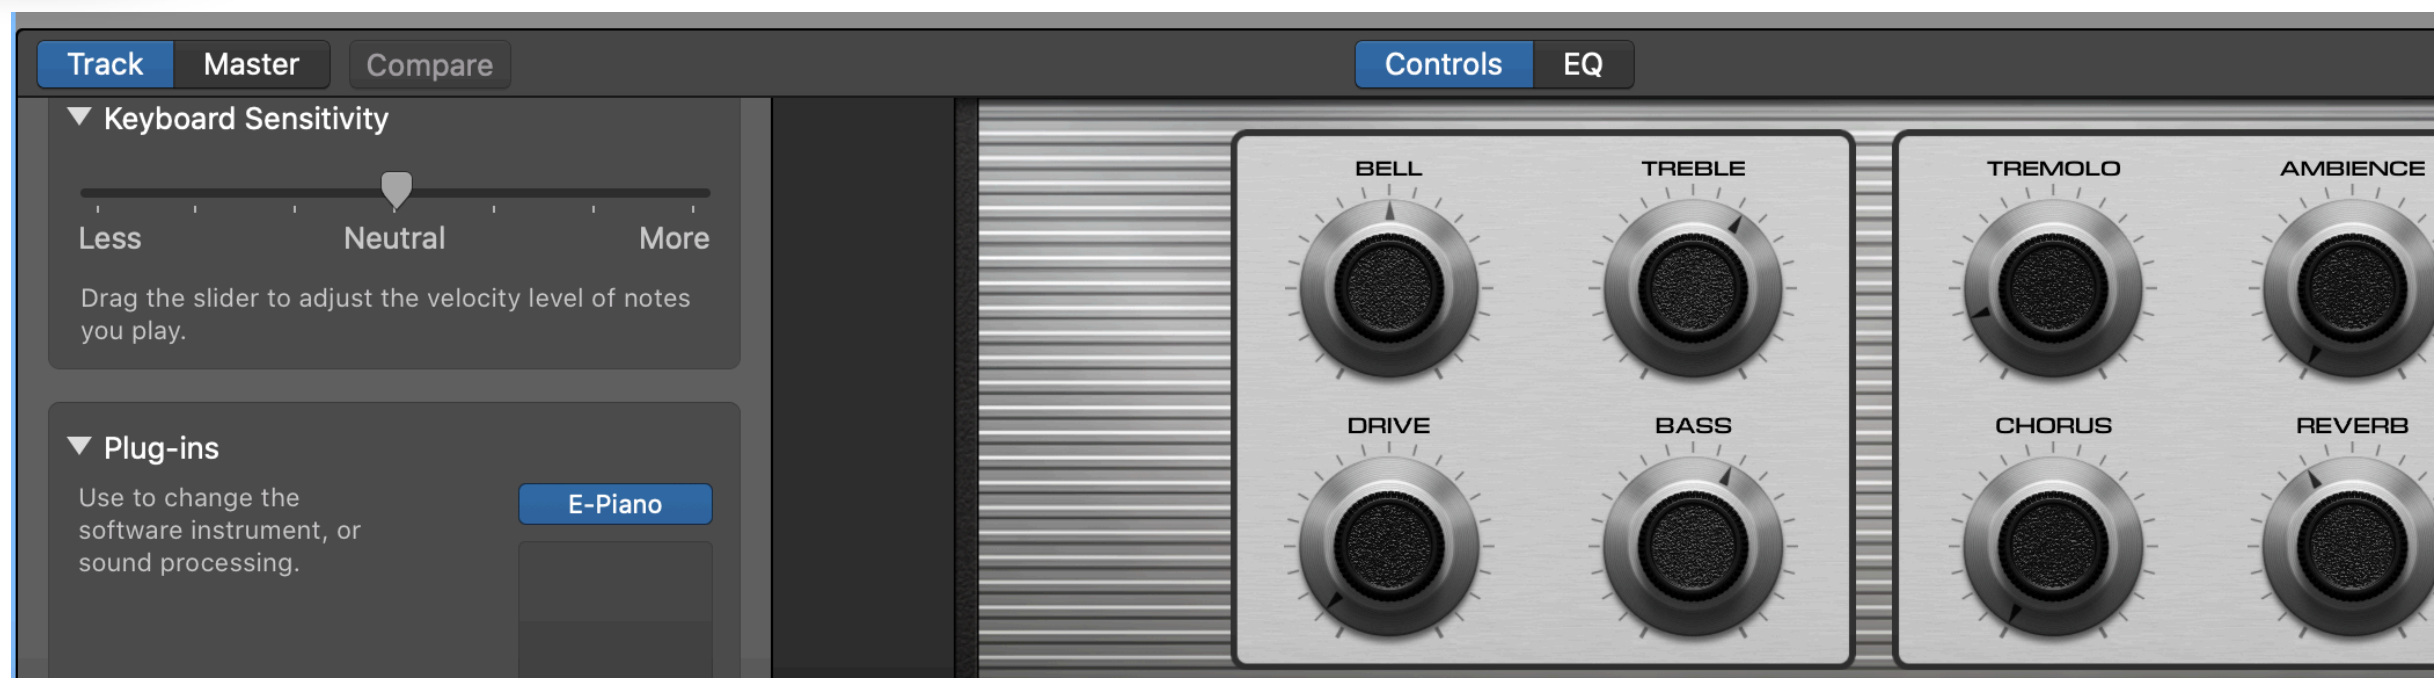 Track Master Compare Controls EQ
Keyboard Sensitivity
Less Neutral More
Drag the slider to adjust the velocity level of notes
you play.
Plug-ins
Use to change the
software instrument, or
sound processing.
E-Piano
BELL TREBLE
DRIVE BASS
TREMOLO AMBIENCE
CHORUS REVERB